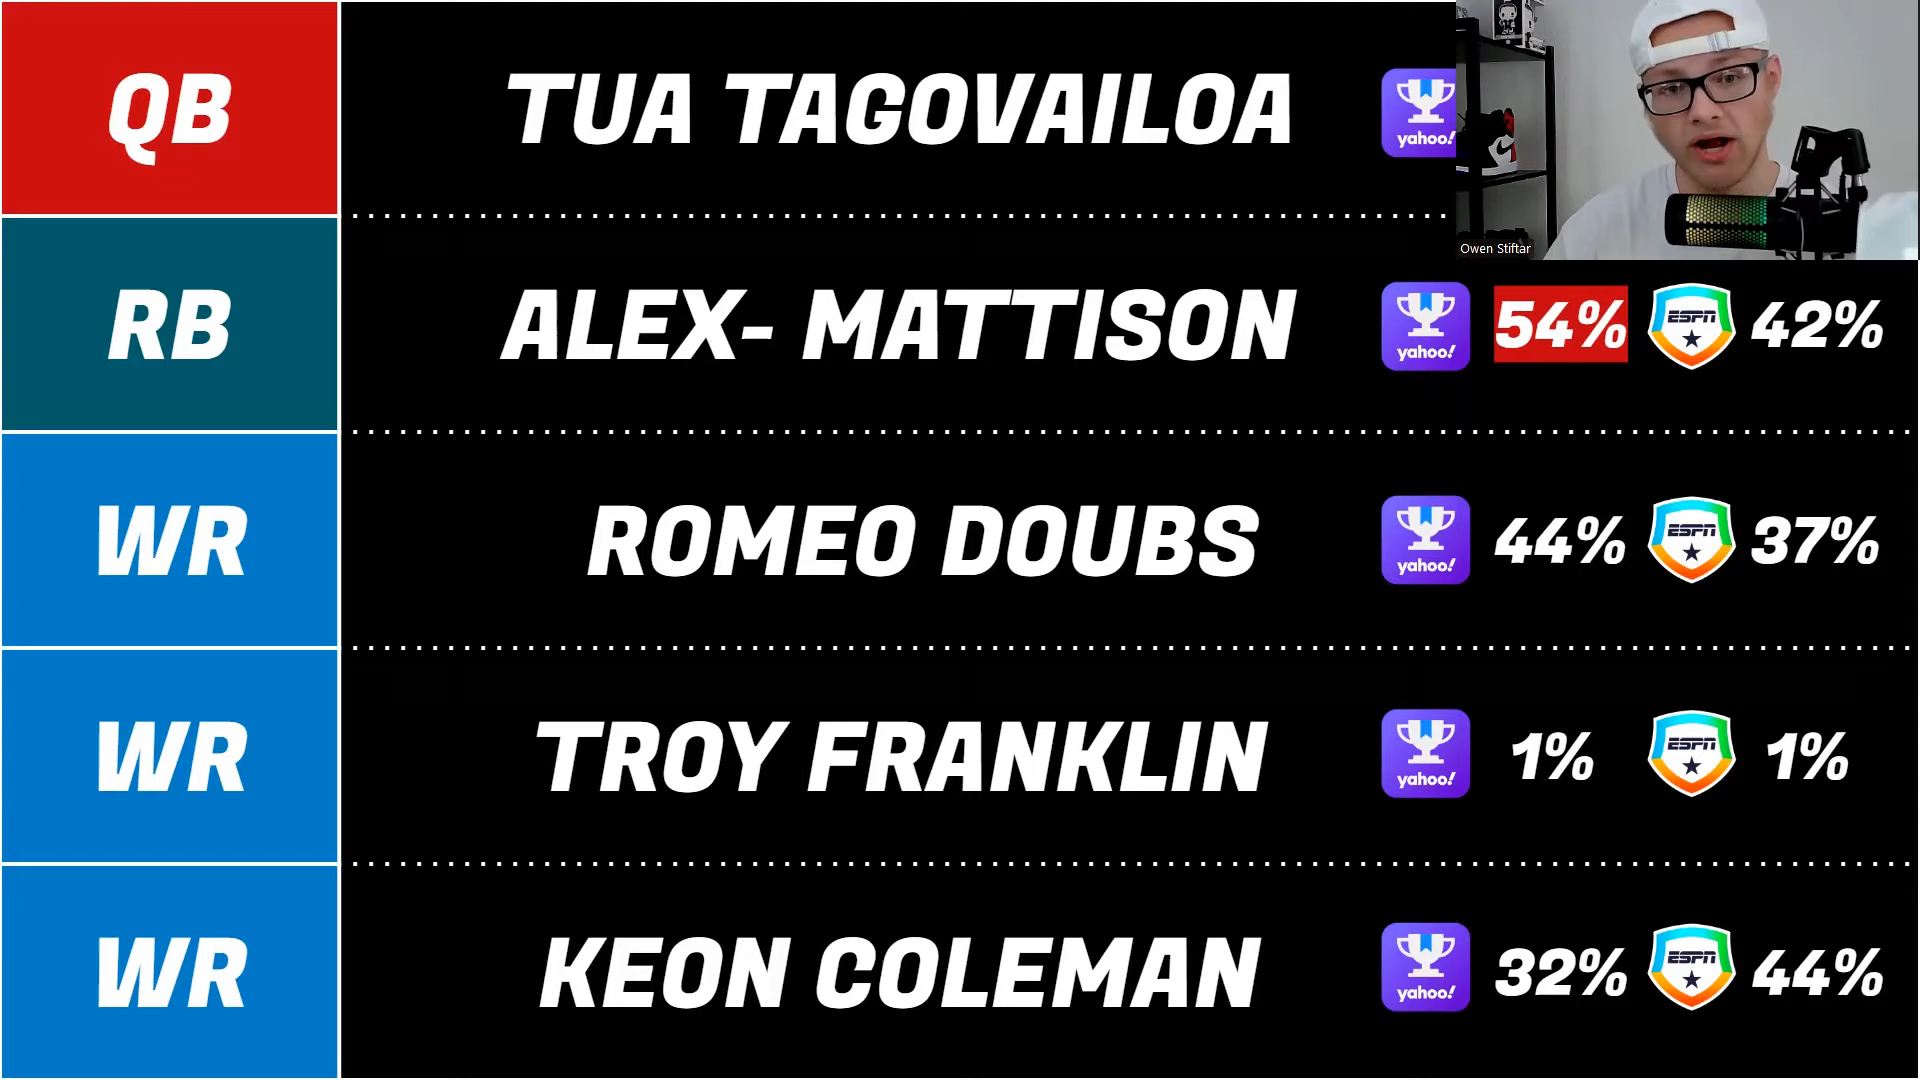 QB TUA TAGOVAILOA yahoo!
Owen Stiftar
RB ALEX- MATTISON yahoo! 54% ESPN 42%
WR ROMEO DOUBS yahoo! 44% ESPN 37%
WR TROY FRANKLIN yahoo! 1% ESPN 1%
WR KEON COLEMAN yahoo! 32% ESPN 44%